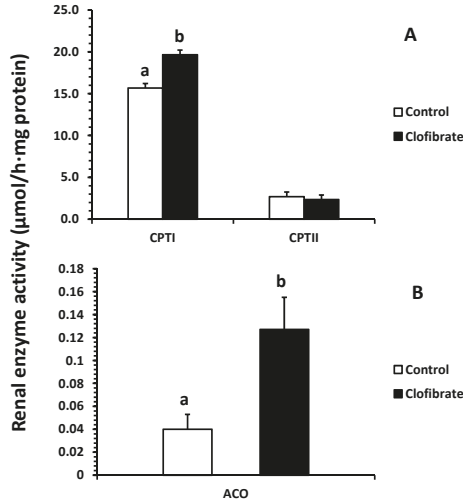 Renal enzyme activity (µmol/h·mg protein)
25.0
20.0
15.0
10.0
5.0
0.0
a
b
A
Control
Clofibrate
CPTI
CPTII
0.18
0.16
0.14
0.12
0.1
0.08
0.06
0.04
0.02
0
a
b
B
Control
Clofibrate
ACO